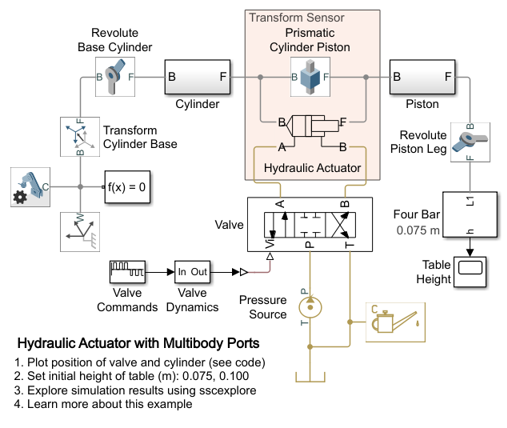 Transform Sensor
Revolute
Base Cylinder
Prismatic
Cylinder Piston
B
F
B
F
B
F
B
F
Cylinder
Piston
F
B
Transform
Cylinder Base
B
F
A
B
Hydraulic Actuator
Revolute
Piston Leg
B
F
C
f(x) = 0
W
A
B
Valve
Vi
P
T
L1
Four Bar
0.075 m
h
In Out
Valve
Commands
Valve
Dynamics
Table
Height
Pressure
Source
P
T
C
Hydraulic Actuator with Multibody Ports
1. Plot position of valve and cylinder (see code)
2. Set initial height of table (m): 0.075, 0.100
3. Explore simulation results using sscexplore
4. Learn more about this example